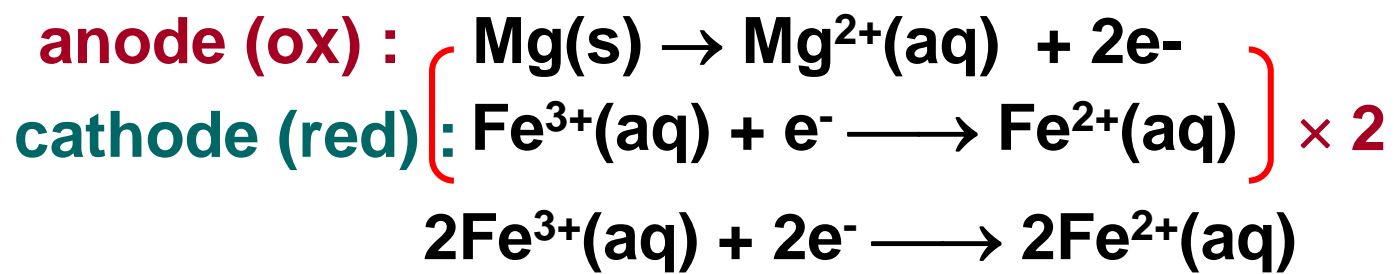 anode (ox) : Mg(s) → Mg²⁺(aq) + 2e-
cathode (red) : Fe³⁺(aq) + e⁻ ⟶ Fe²⁺(aq) × 2
2Fe³⁺(aq) + 2e⁻ ⟶ 2Fe²⁺(aq)